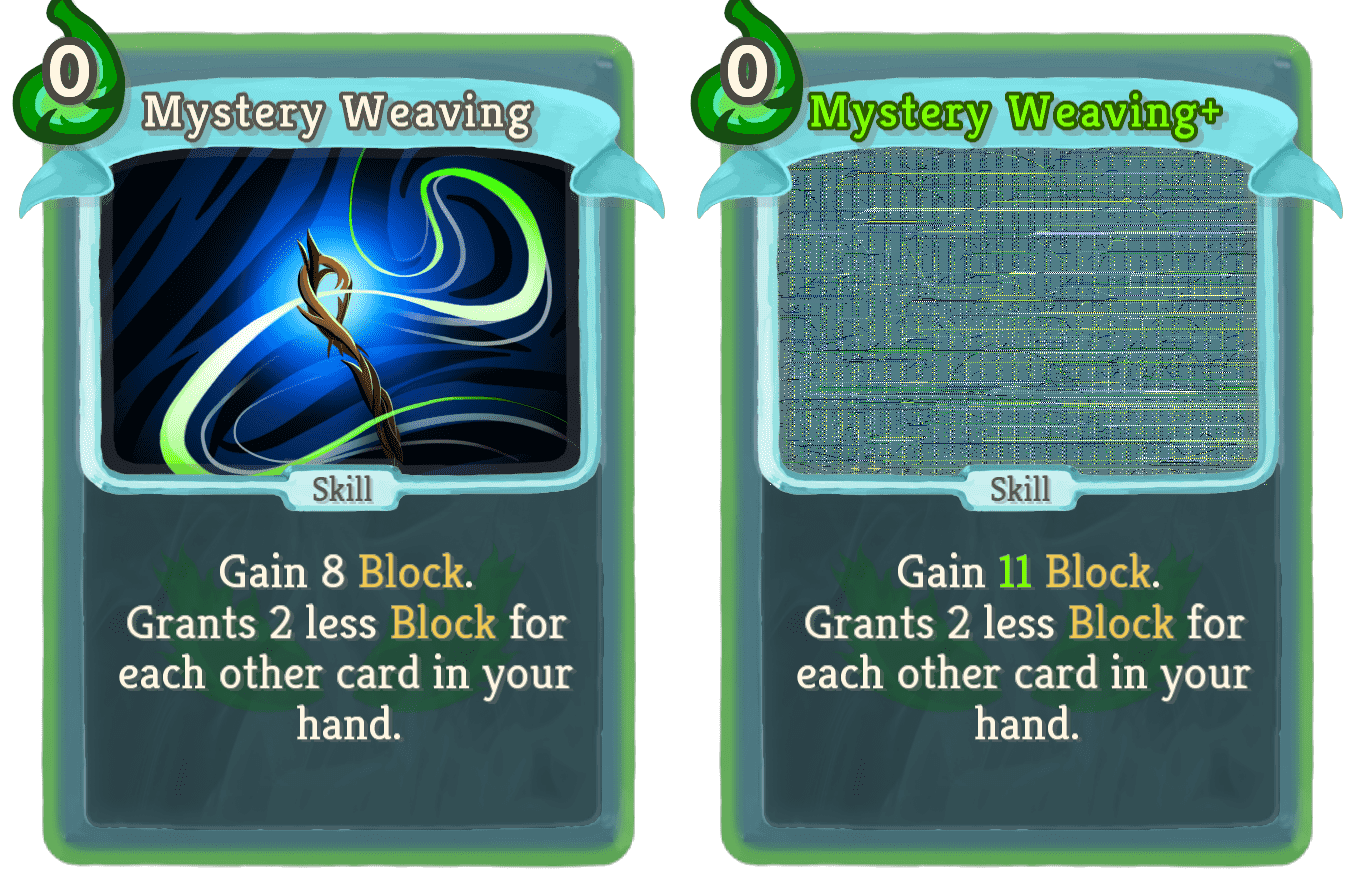 0
Mystery Weaving
Skill
Gain 8 Block.
Grants 2 less Block for
each other card in your
hand.
0
Mystery Weaving+
Skill
Gain 11 Block.
Grants 2 less Block for
each other card in your
hand.